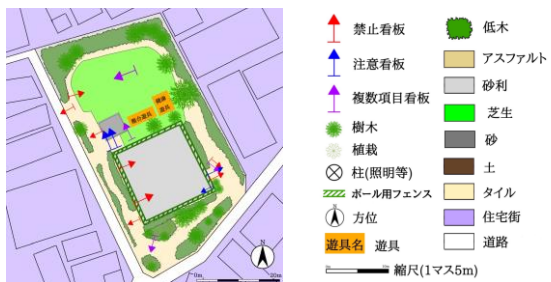 複合遊具
健康
遊具
N
0m
20m
禁止看板
注意看板
複数項目看板
樹木
植栽
柱(照明等)
ボール用フェンス
N
方位
遊具名 遊具
縮尺(1マス5m)
低木
アスファルト
砂利
芝生
砂
土
タイル
住宅街
道路